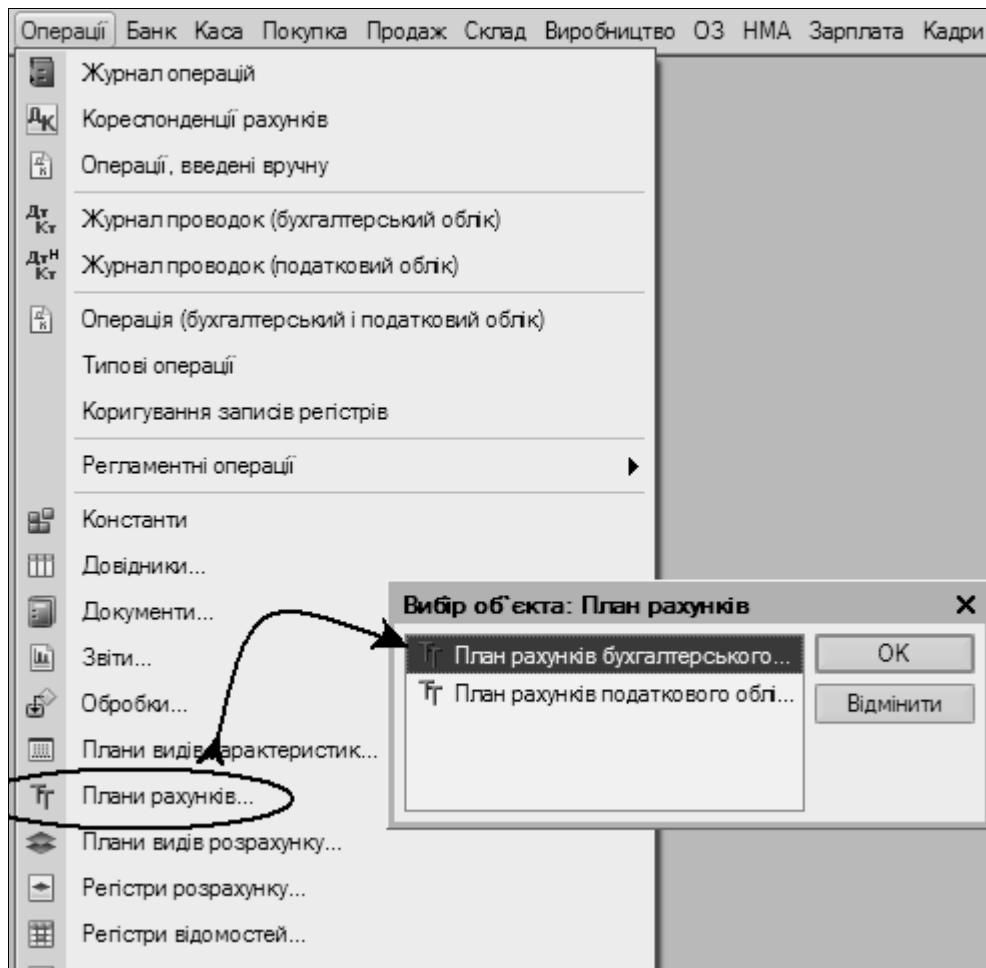 Операції Банк Каса Покупка Продаж Склад Виробництво ОЗ НМА Зарплата Кадри
Журнал операцій
Кореспонденції рахунків
Операції, введені вручну
Журнал проводок (бухгалтерський облік)
Журнал проводок (податковий облік)
Операція (бухгалтерський і податковий облік)
Типові операції
Коригування записів регістрів
Регламентні операції
Константи
Довідники...
Документи...
Звіти...
Обробки...
Плани видів характеристик...
Плани рахунків...
Плани видів розрахунку...
Регістри розрахунку...
Регістри відомостей...
Вибір об`єкта: План рахунків
План рахунків бухгалтерського...
План рахунків податкового облі...
OK
Відмінити